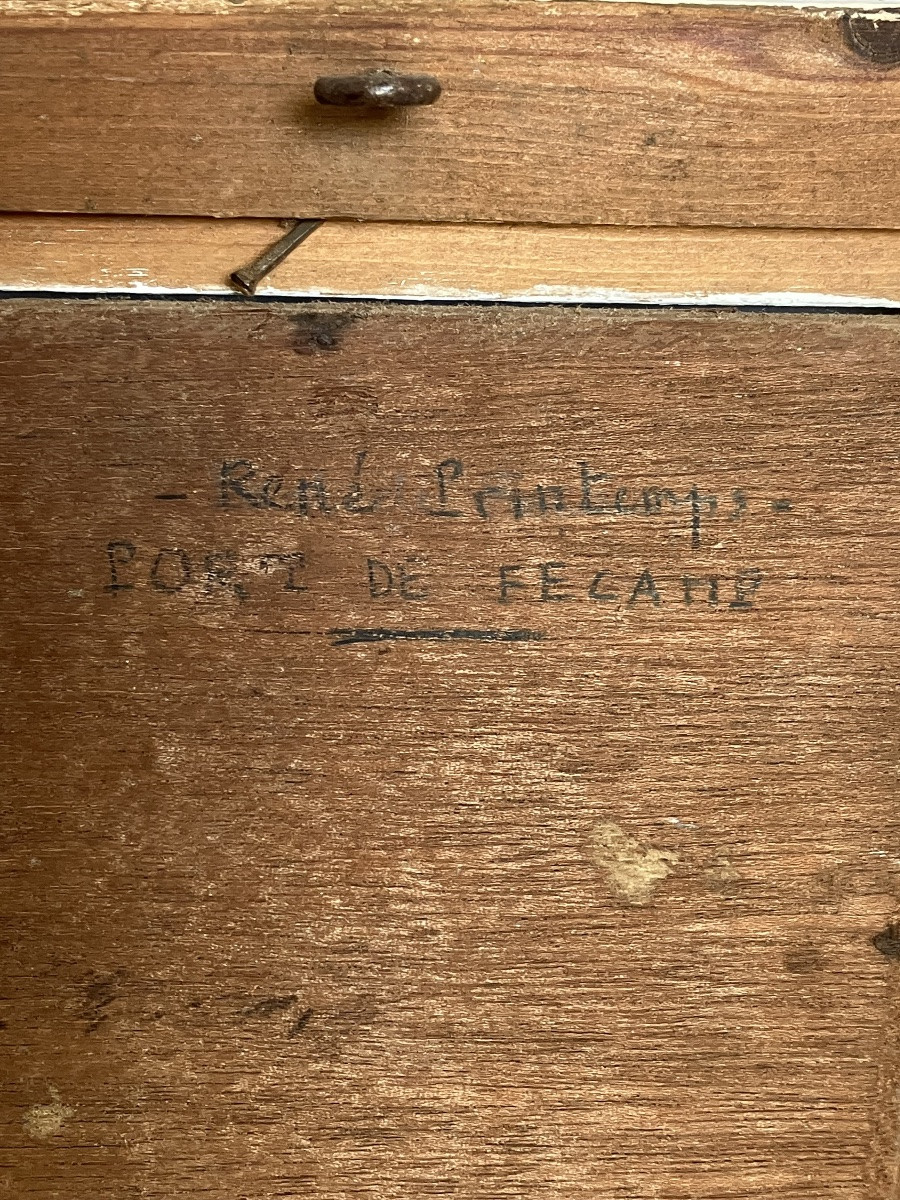 - René Printemps -
PORT DE FECAMP